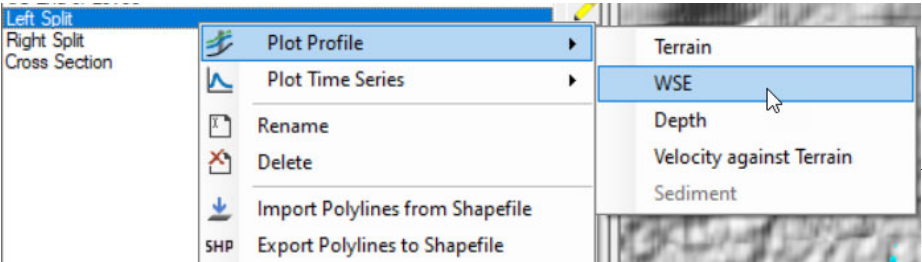 Left Split
Right Split
Cross Section
Plot Profile
Plot Time Series
Rename
Delete
Import Polylines from Shapefile
SHP Export Polylines to Shapefile
Terrain
WSE
Depth
Velocity against Terrain
Sediment